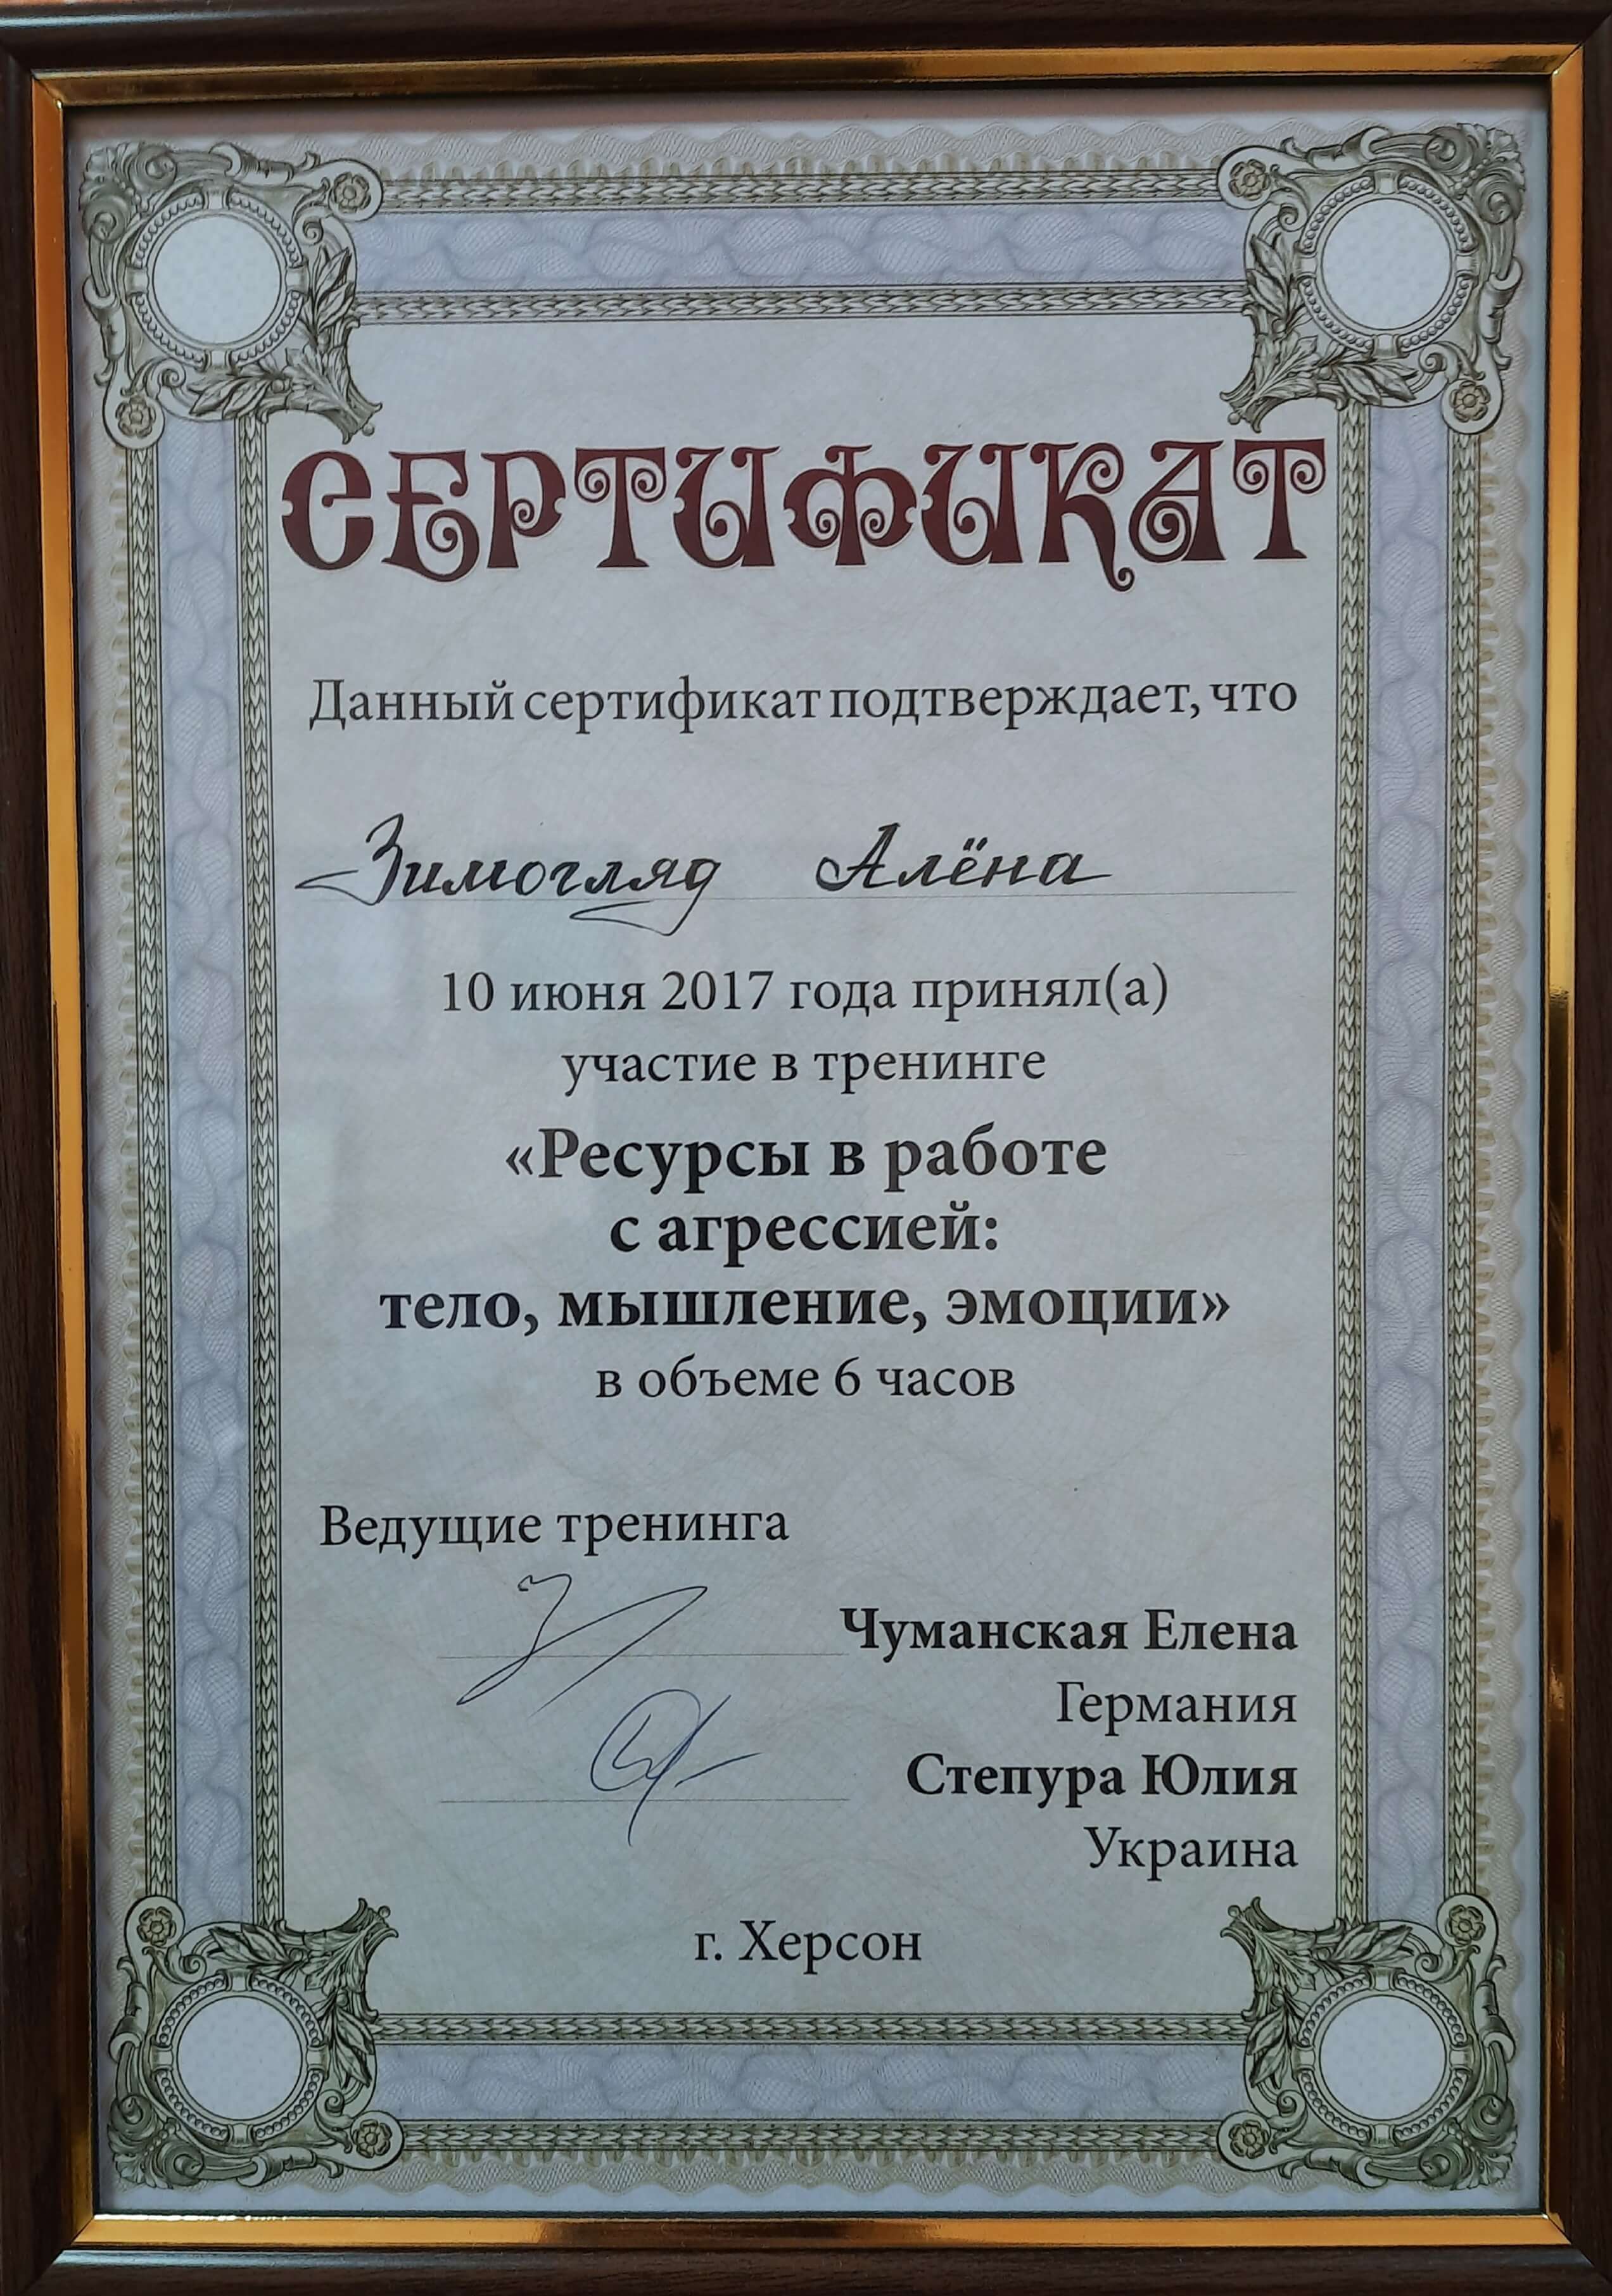 СЕРТИФИКАТ
Данный сертификат подтверждает, что
Зимогляд Алёна
10 июня 2017 года принял(а)
участие в тренинге
«Ресурсы в работе
с агрессией:
тело, мышление, эмоции»
в объеме 6 часов
Ведущие тренинга
Чуманская Елена
Германия
Степура Юлия
Украина
г. Херсон